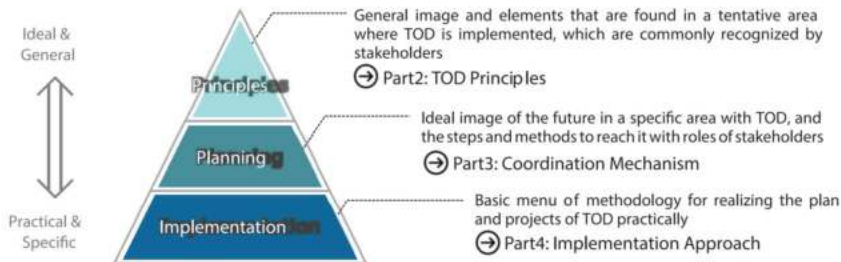 Ideal &
General
Practical &
Specific
Principles
Planning
Implementation
General image and elements that are found in a tentative area
where TOD is implemented, which are commonly recognized by
stakeholders
Part2: TOD Principles
Ideal image of the future in a specific area with TOD, and
the steps and methods to reach it with roles of stakeholders
Part3: Coordination Mechanism
Basic menu of methodology for realizing the plan
and projects of TOD practically
Part4: Implementation Approach